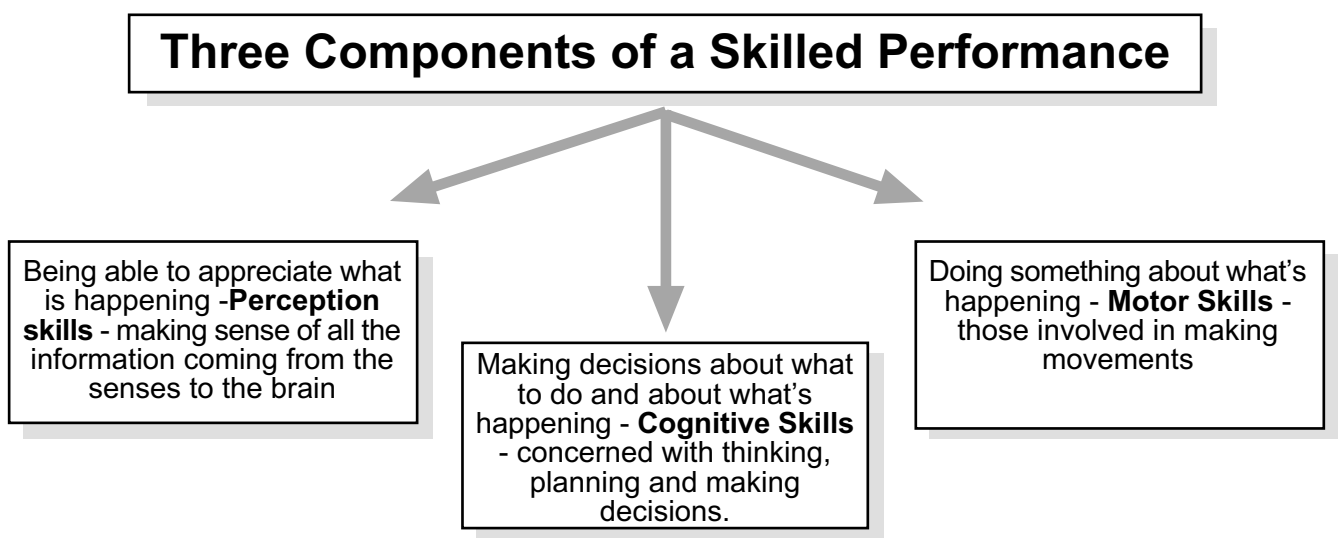 Three Components of a Skilled Performance
Being able to appreciate what
is happening -Perception
skills - making sense of all the
information coming from the
senses to the brain
Making decisions about what
to do and about what's
happening - Cognitive Skills
- concerned with thinking,
planning and making
decisions.
Doing something about what's
happening - Motor Skills -
those involved in making
movements